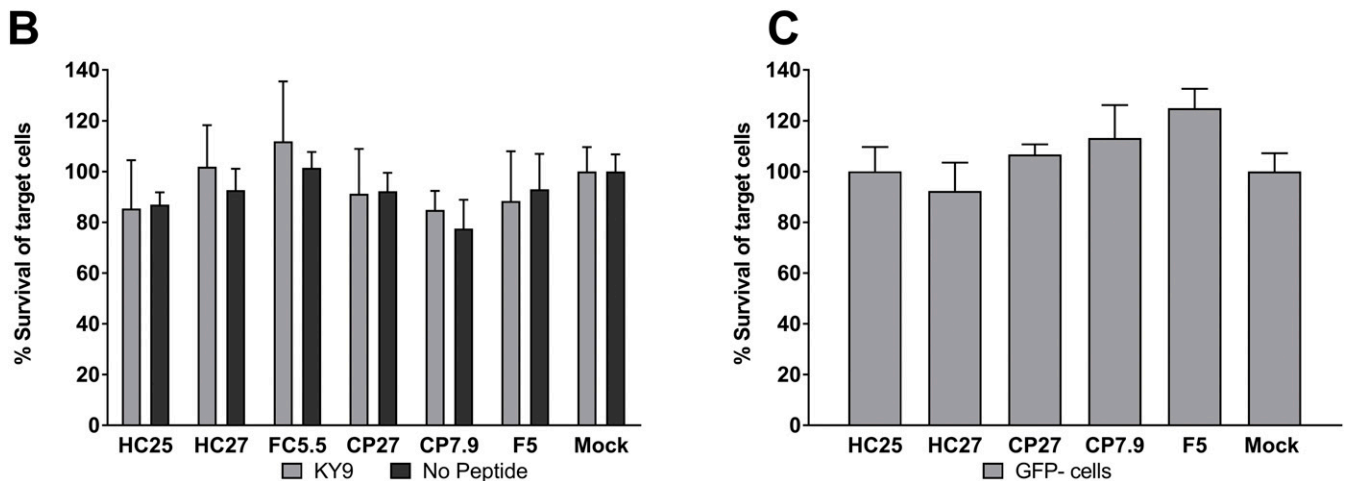 B
% Survival of target cells
140
120
100
80
60
40
20
0
HC25 HC27 FC5.5 CP27 CP7.9 F5 Mock
KY9 No Peptide
C
% Survival of target cells
140
120
100
80
60
40
20
0
HC25 HC27 CP27 CP7.9 F5 Mock
GFP- cells